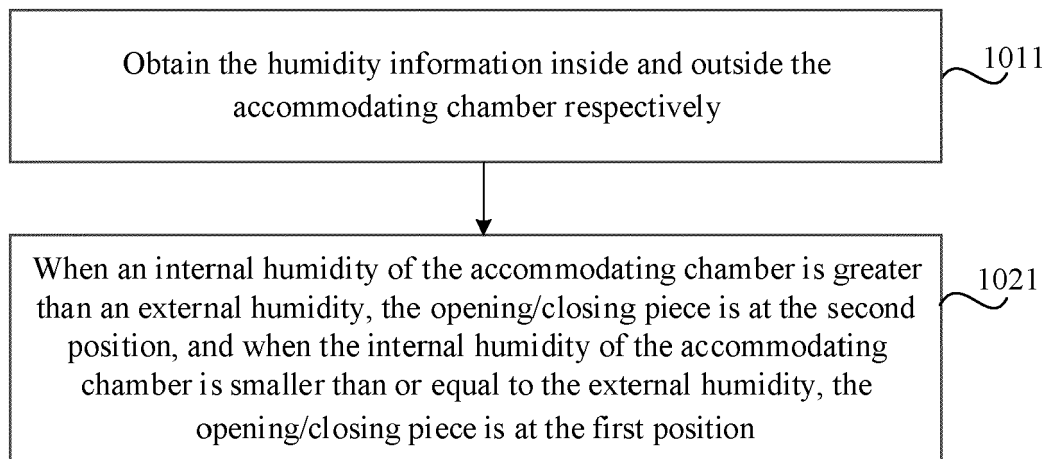 Obtain the humidity information inside and outside the
accommodating chamber respectively
1011
When an internal humidity of the accommodating chamber is greater
than an external humidity, the opening/closing piece is at the second
position, and when the internal humidity of the accommodating
chamber is smaller than or equal to the external humidity, the
opening/closing piece is at the first position
1021